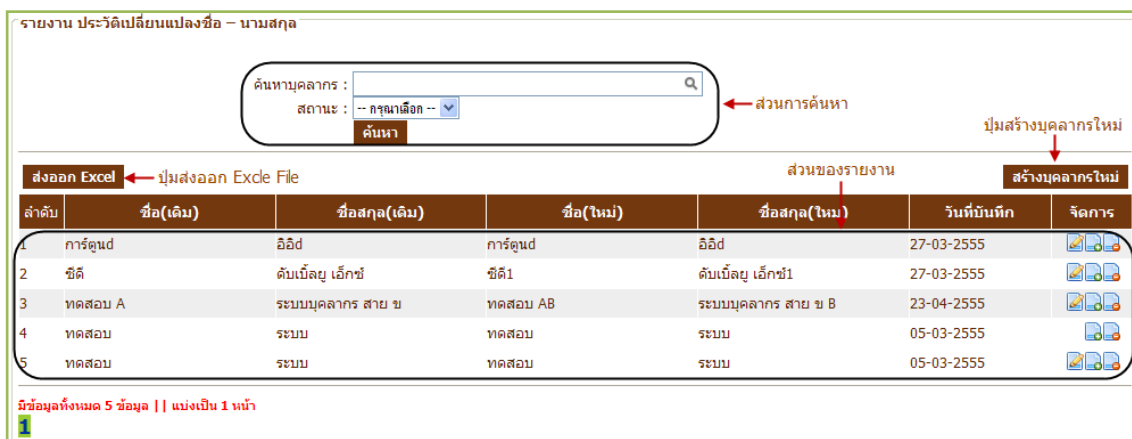 รายงาน ประวัติเปลี่ยนแปลงชื่อ – นามสกุล
ค้นหาบุคลากร :
สถานะ : -- กรุณาเลือก --
ส่วนการค้นหา
ค้นหา
ปุ่มสร้างบุคลากรใหม่
ส่งออก Excel ปุ่มส่งออก Excle File ส่วนของรายงาน สร้างบุคลากรใหม่
ลำดับ ชื่อ(เดิม) ชื่อสกุล(เดิม) ชื่อ(ใหม่) ชื่อสกุล(ใหม่) วันที่บันทึก จัดการ
1 การ์ตูนd อิอิd การ์ตูนd อิอิd 27-03-2555
2 ซีดี ดับเบิ้ลยู เอ็กซ์ ซีดี1 ดับเบิ้ลยู เอ็กซ์1 27-03-2555
3 ทดสอบ A ระบบบุคลากร สาย ข ทดสอบ AB ระบบบุคลากร สาย ข B 23-04-2555
4 ทดสอบ ระบบ ทดสอบ ระบบ 05-03-2555
5 ทดสอบ ระบบ ทดสอบ ระบบ 05-03-2555
มีข้อมูลทั้งหมด 5 ข้อมูล || แบ่งเป็น 1 หน้า
1